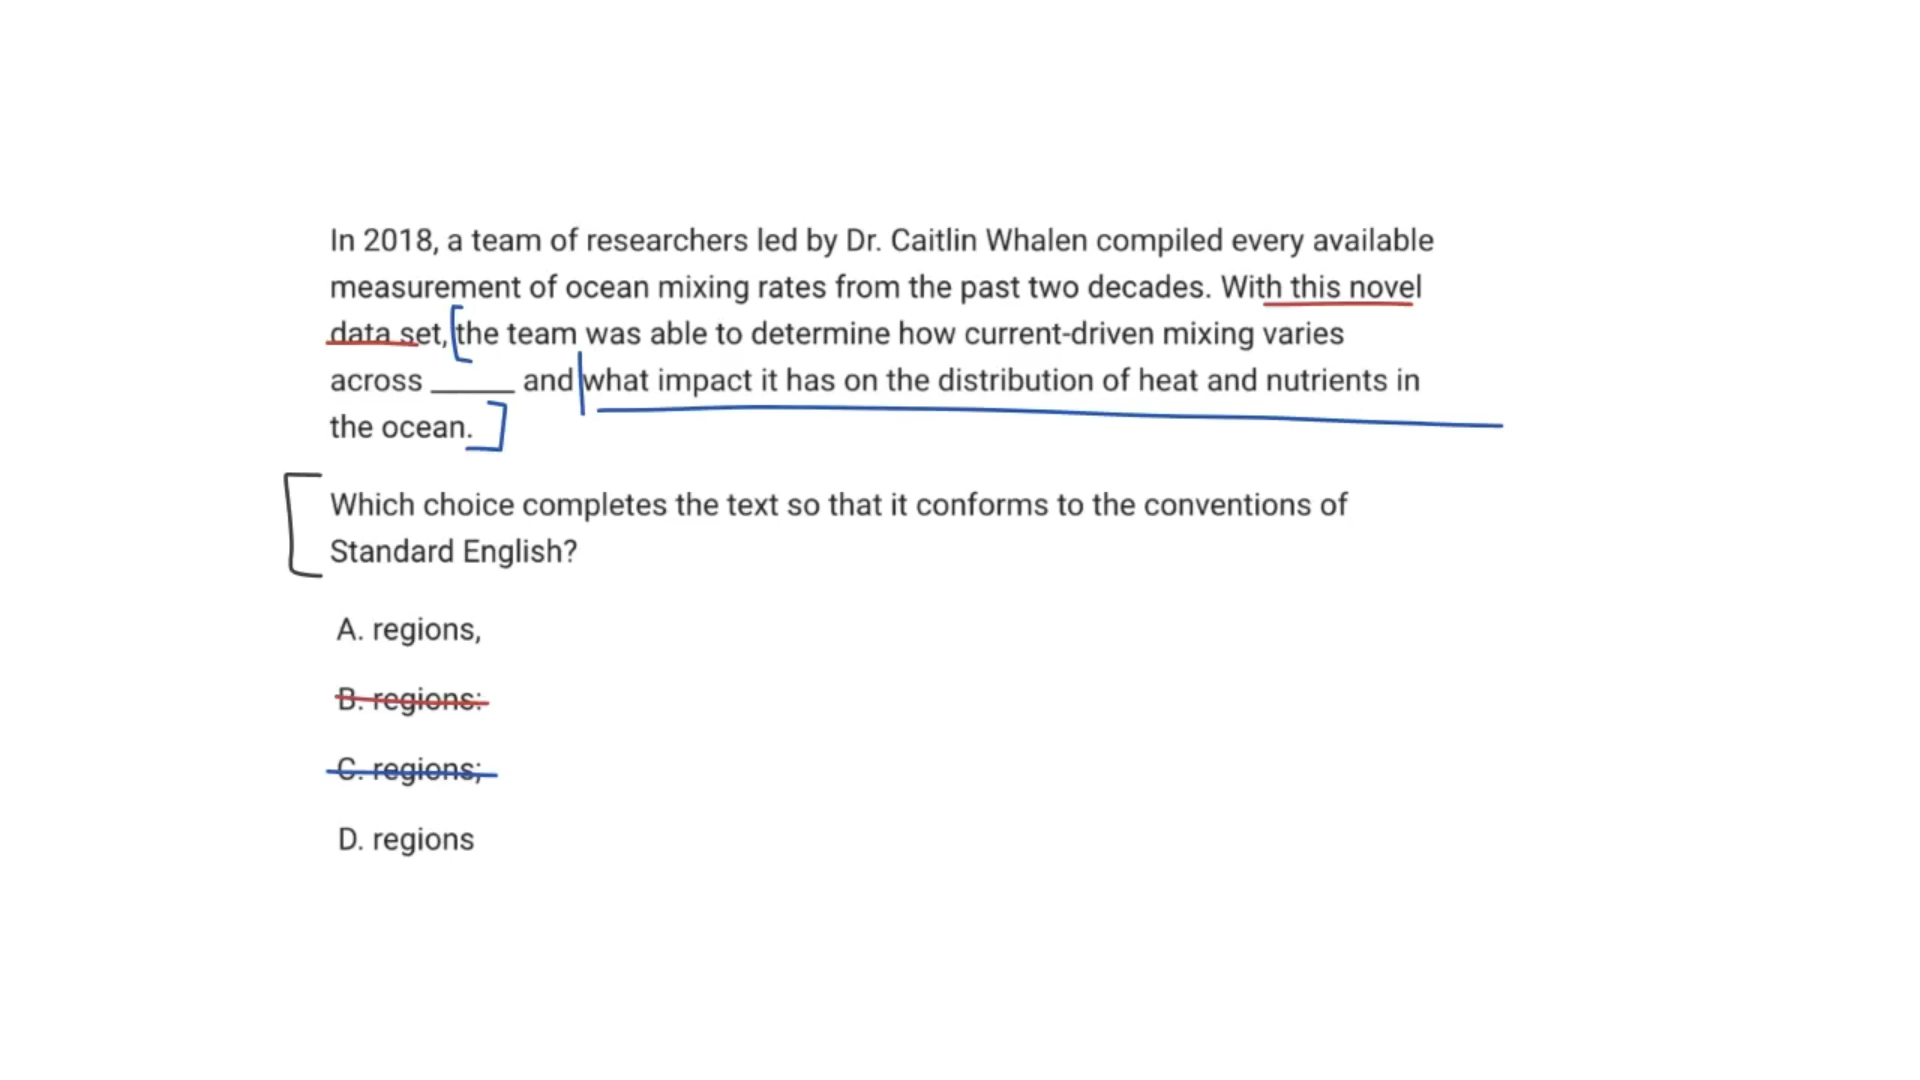 In 2018, a team of researchers led by Dr. Caitlin Whalen compiled every available
measurement of ocean mixing rates from the past two decades. With this novel
data set, the team was able to determine how current-driven mixing varies
across ______ and what impact it has on the distribution of heat and nutrients in
the ocean.
Which choice completes the text so that it conforms to the conventions of
Standard English?
A. regions,
B. regions:
C. regions;
D. regions